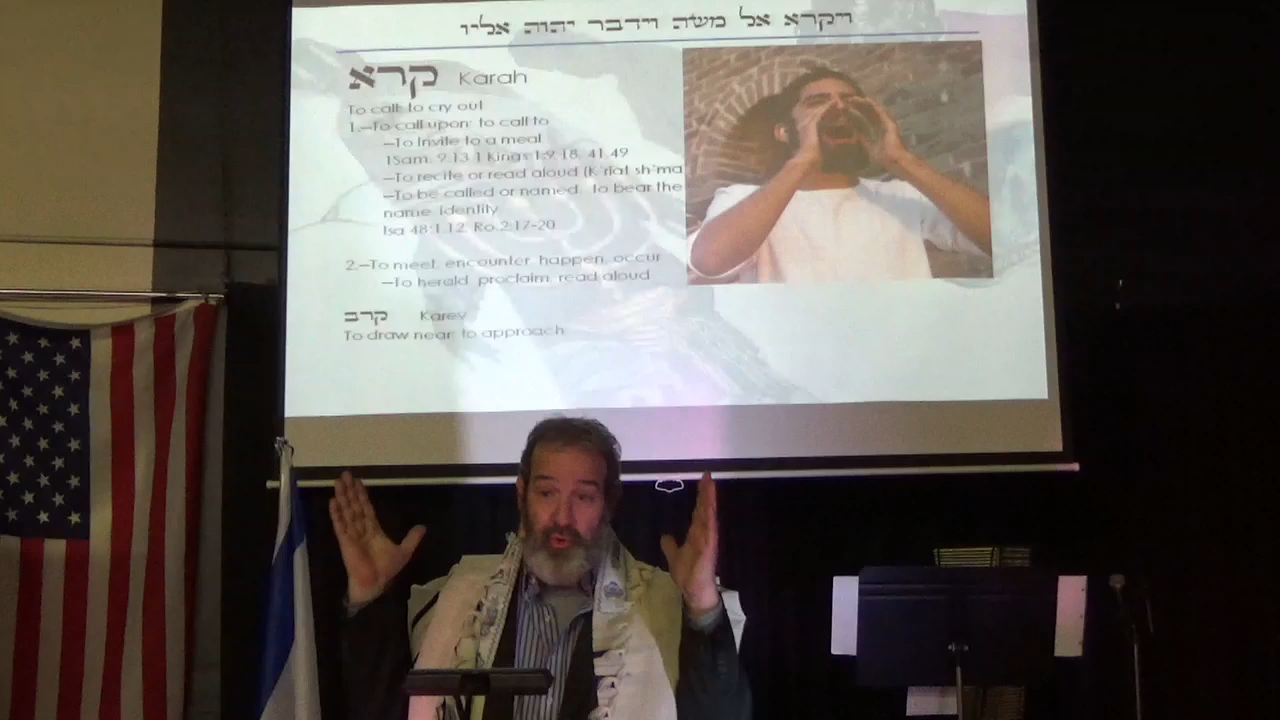 ויקרא אל משה וידבר יהוה אליו
קרא Karah
To call; to cry out
1.—To call upon; to call to
—To Invite to a meal
1Sam. 9:13 1 Kings 1:9, 18, 41, 49
—To recite or read aloud (K'riat sh'ma
—To be called or named To bear the
name identity
Isa 48:1,12, Ro 2:17-20
2.—To meet, encounter, happen, occur
—To herald, proclaim, read aloud
קרב Karev
To draw near; to approach